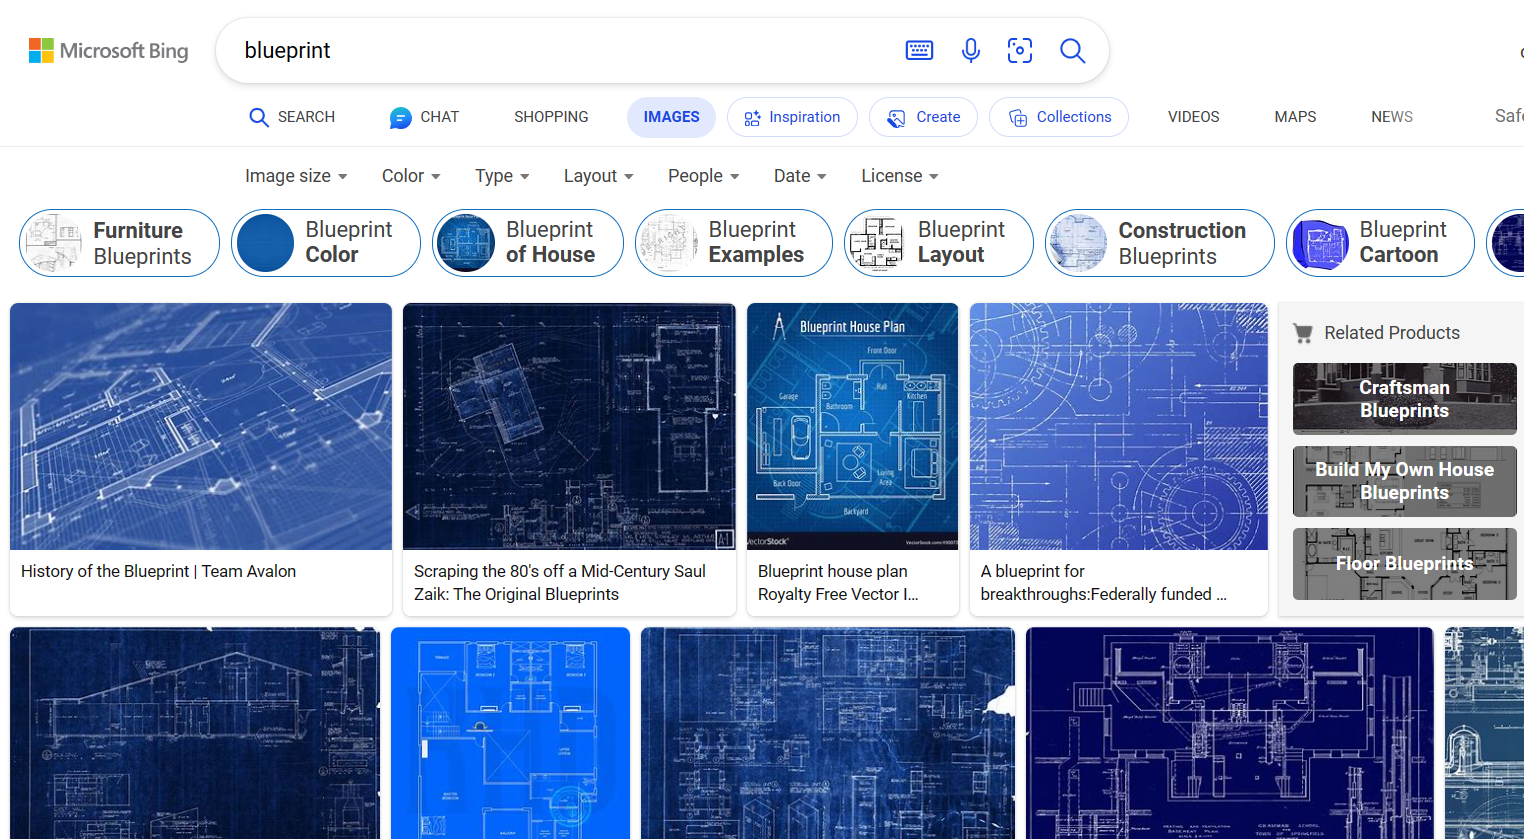 Microsoft Bing
blueprint
SEARCH
CHAT
SHOPPING
IMAGES
Inspiration
Create
Collections
VIDEOS
MAPS
NEWS
Safe
Image size
Color
Type
Layout
People
Date
License
Furniture
Blueprints
Blueprint
Color
Blueprint
of House
Blueprint
Examples
Blueprint
Layout
Construction
Blueprints
Blueprint
Cartoon
Blueprint House Plan
Front Door
Garage
Hall
Kitchen
Bathroom
Living
Area
Back Door
Backyard
VectorStock
A1
History of the Blueprint | Team Avalon
Scraping the 80's off a Mid-Century Saul
Zaik: The Original Blueprints
Blueprint house plan
Royalty Free Vector I...
A blueprint for
breakthroughs:Federally funded ...
Related Products
Craftsman
Blueprints
Build My Own House
Blueprints
Floor Blueprints